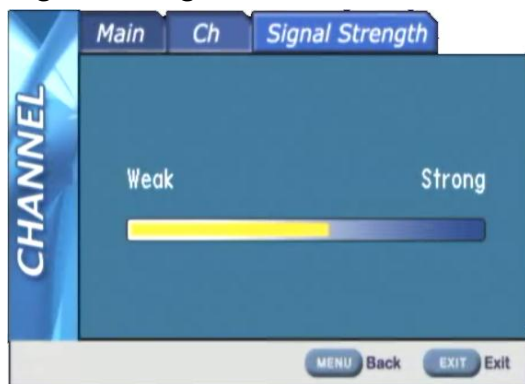 Main Ch Signal Strength
CHANNEL
Weak Strong
MENU Back EXIT Exit